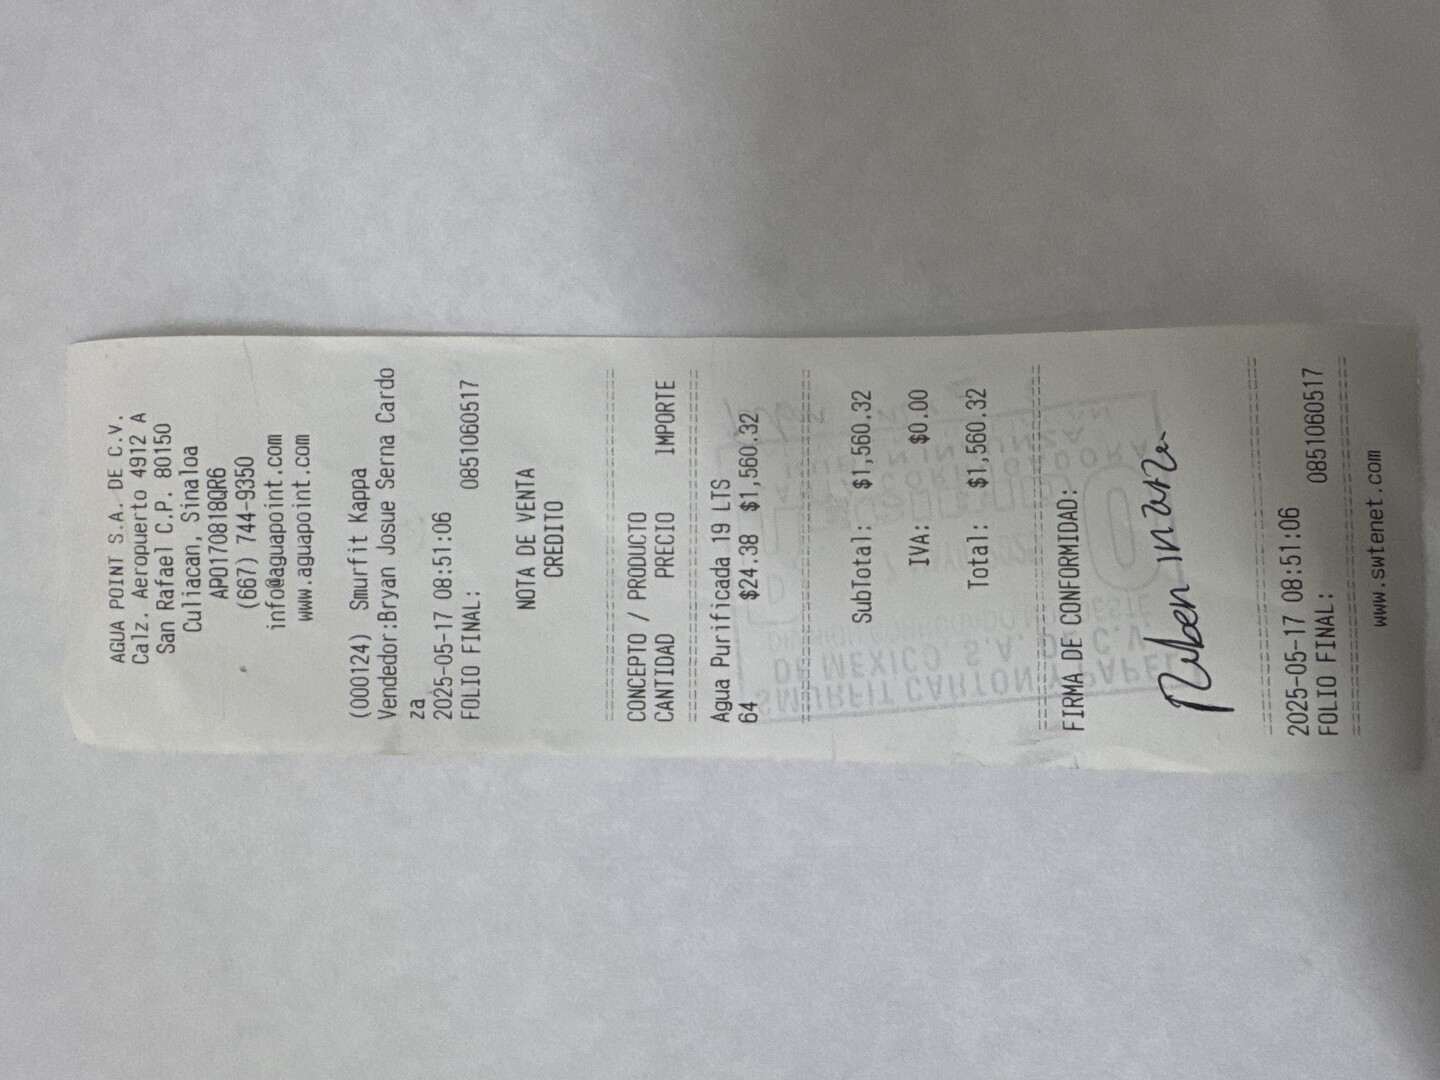 AGUA POINT S.A. DE C.V.
Calz. Aeropuerto 4912 A
San Rafael C.P. 80150
Culiacan, Sinaloa
APO170818QR6
(667) 744-9350
info@aguapoint.com
www.aguapoint.com
(000124) Smurfit Kappa
Vendedor:Bryan Josue Serna Cardo
za
2025-05-17 08:51:06
FOLIO FINAL: 0851060517
NOTA DE VENTA
CREDITO
CONCEPTO / PRODUCTO
CANTIDAD PRECIO IMPORTE
Agua Purificada 19 LTS
64 $24.38 $1,560.32
SubTotal: $1,560.32
IVA: $0.00
Total: $1,560.32
FIRMA DE CONFORMIDAD:
Ruben
2025-05-17 08:51:06
FOLIO FINAL: 0851060517
www.swtenet.com
SMURFIT CARTON Y PAPEL
DE MEXICO S.A. DE C.V.